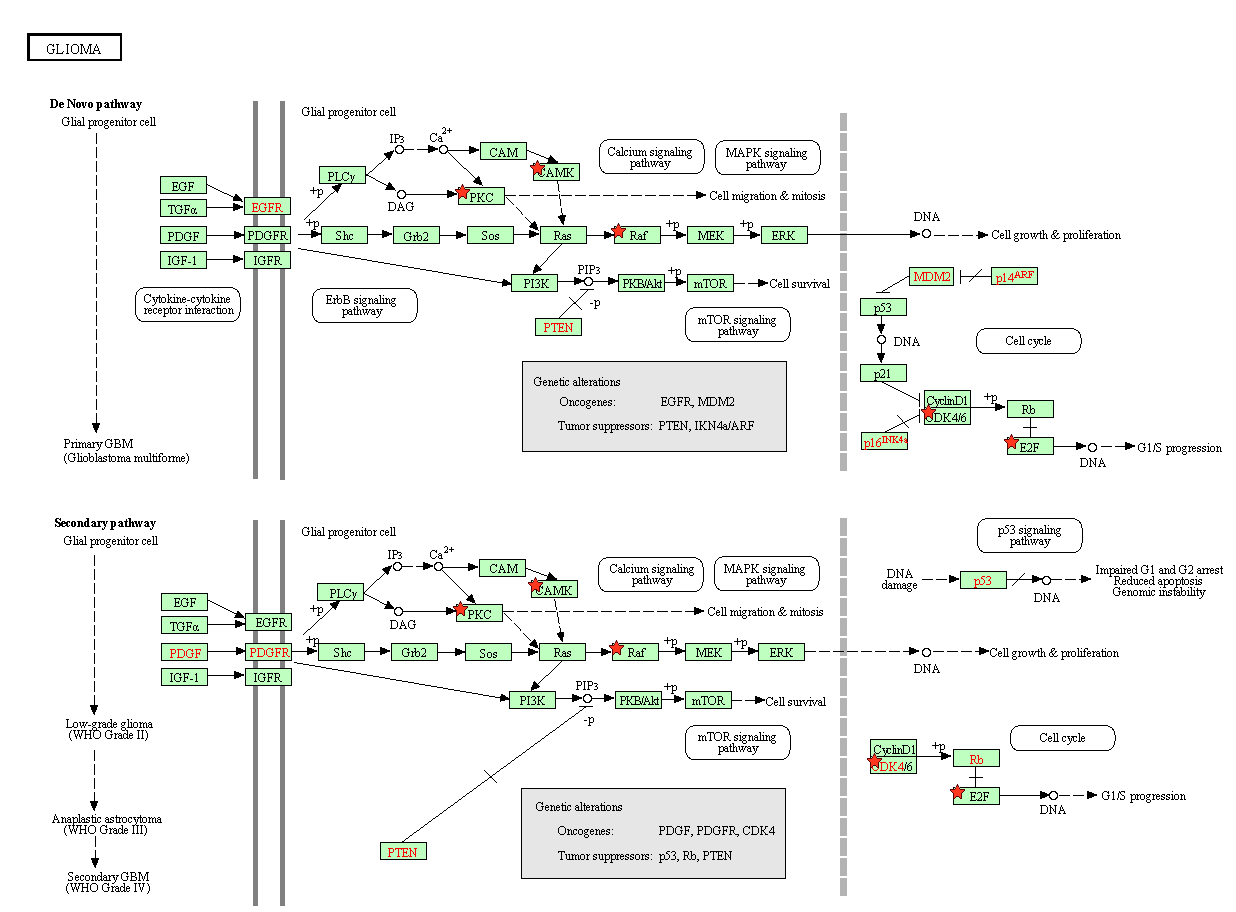 GLIOMA
De Novo pathway
Glial progenitor cell
Primary GBM
(Glioblastoma multiforme)
Glial progenitor cell
EGF
TGFα
PDGF
IGF-1
EGFR
PDGFR
IGFR
Cytokine-cytokine
receptor interaction
+p
PLCγ
IP3
Ca2+
DAG
CAM
CAMK
PKC
Calcium signaling
pathway
MAPK signaling
pathway
Cell migration & mitosis
+p
Shc
Grb2
Sos
Ras
Raf
+p
MEK
+p
ERK
DNA
Cell growth & proliferation
ErbB signaling
pathway
PI3K
PIP3
-p
PTEN
PKB/Akt
+p
mTOR
Cell survival
mTOR signaling
pathway
MDM2
p14ARF
p53
DNA
p21
Cell cycle
CyclinD1
CDK4/6
p16INK4a
+p
Rb
E2F
DNA
G1/S progression
Genetic alterations
Oncogenes: EGFR, MDM2
Tumor suppressors: PTEN, IKN4a/ARF
Secondary pathway
Glial progenitor cell
Low-grade glioma
(WHO Grade II)
Anaplastic astrocytoma
(WHO Grade III)
Secondary GBM
(WHO Grade IV)
Glial progenitor cell
EGF
TGFα
PDGF
IGF-1
EGFR
PDGFR
IGFR
+p
PLCγ
IP3
Ca2+
DAG
CAM
CAMK
PKC
Calcium signaling
pathway
MAPK signaling
pathway
Cell migration & mitosis
+p
Shc
Grb2
Sos
Ras
Raf
+p
MEK
+p
ERK
DNA
Cell growth & proliferation
PI3K
PIP3
-p
PTEN
PKB/Akt
+p
mTOR
Cell survival
mTOR signaling
pathway
p53 signaling
pathway
DNA
damage
p53
DNA
Impaired G1 and G2 arrest
Reduced apoptosis
Genomic instability
Cell cycle
CyclinD1
CDK4/6
+p
Rb
E2F
DNA
G1/S progression
Genetic alterations
Oncogenes: PDGF, PDGFR, CDK4
Tumor suppressors: p53, Rb, PTEN